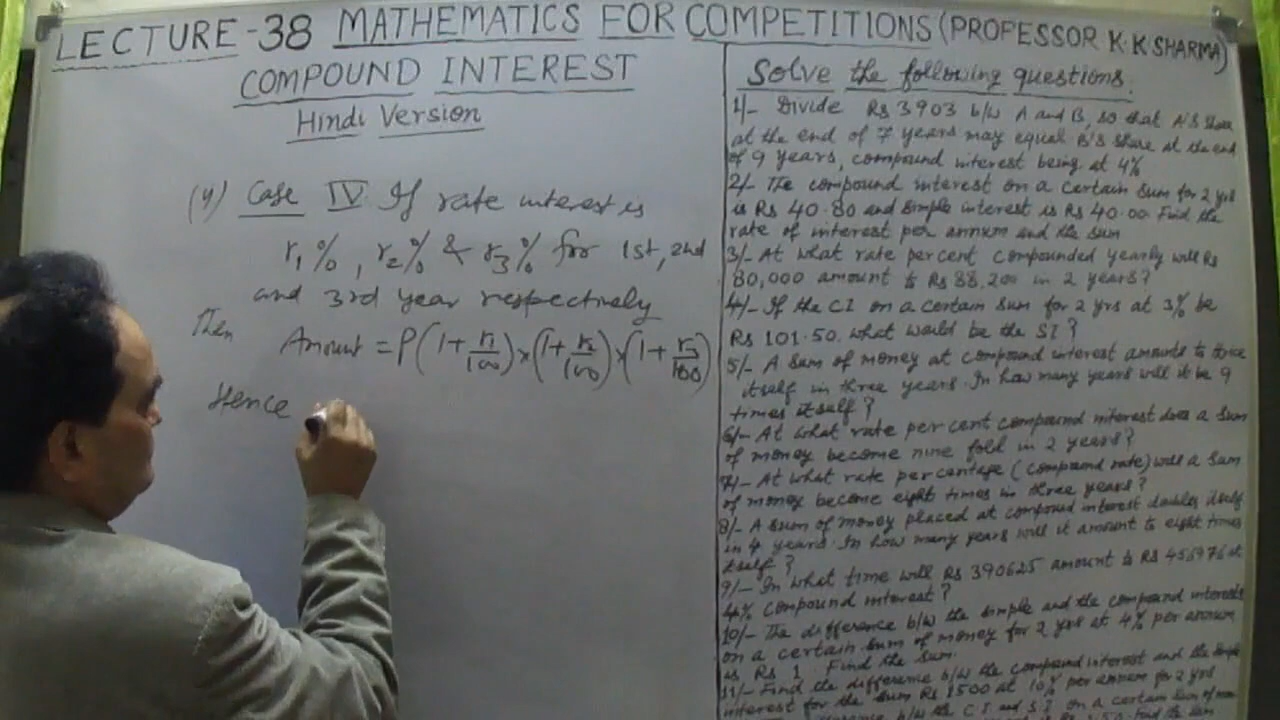 LECTURE-38 MATHEMATICS FOR COMPETITIONS (PROFESSOR K.K SHARMA)
COMPOUND INTEREST
Hindi Version
(4) Case IV If rate interest is
r1%, r2% & r3% for 1st, 2nd
and 3rd year respectively
Then Amount = P(1+r1/100)×(1+r2/100)×(1+r3/100)
Hence
Solve the following questions.
1/- Divide Rs 3903 b/w A and B, so that A's share
at the end of 7 years may equal B's share at the end
of 9 years, compound interest being at 4%
2/- The compound interest on a certain sum for 2 yrs
is Rs 40.80 and simple interest is Rs 40.00 Find the
rate of interest per annum and the sum
3/- At what rate per cent compounded yearly will Rs
80,000 amount to Rs 88,200 in 2 years?
4/- If the CI on a certain sum for 2 yrs at 3% be
Rs 101.50. what would be the SI?
5/- A sum of money at compound interest amounts to thrice
itself in three years. In how many years will it be 9
times itself?
6/- At what rate per cent compound interest does a sum
of money become nine fold in 2 years?
7/- At what rate percentage (compound rate) will a sum
of money become eight times in three years?
8/- A sum of money placed at compound interest doubles itself
in 4 years. In how many years will it amount to eight times
itself?
9/- In what time will Rs 390625 amount to Rs 456976 at
4% compound interest?
10/- The difference b/w the simple and the compound interests
on a certain sum of money for 2 yrs at 4% per annum
is Rs 1. Find the sum.
11/- Find the difference b/w the compound interest and the simple
interest for the sum Rs 1500 at 10% per annum for 2 yrs
b/w the C.I and S.I on a certain sum of